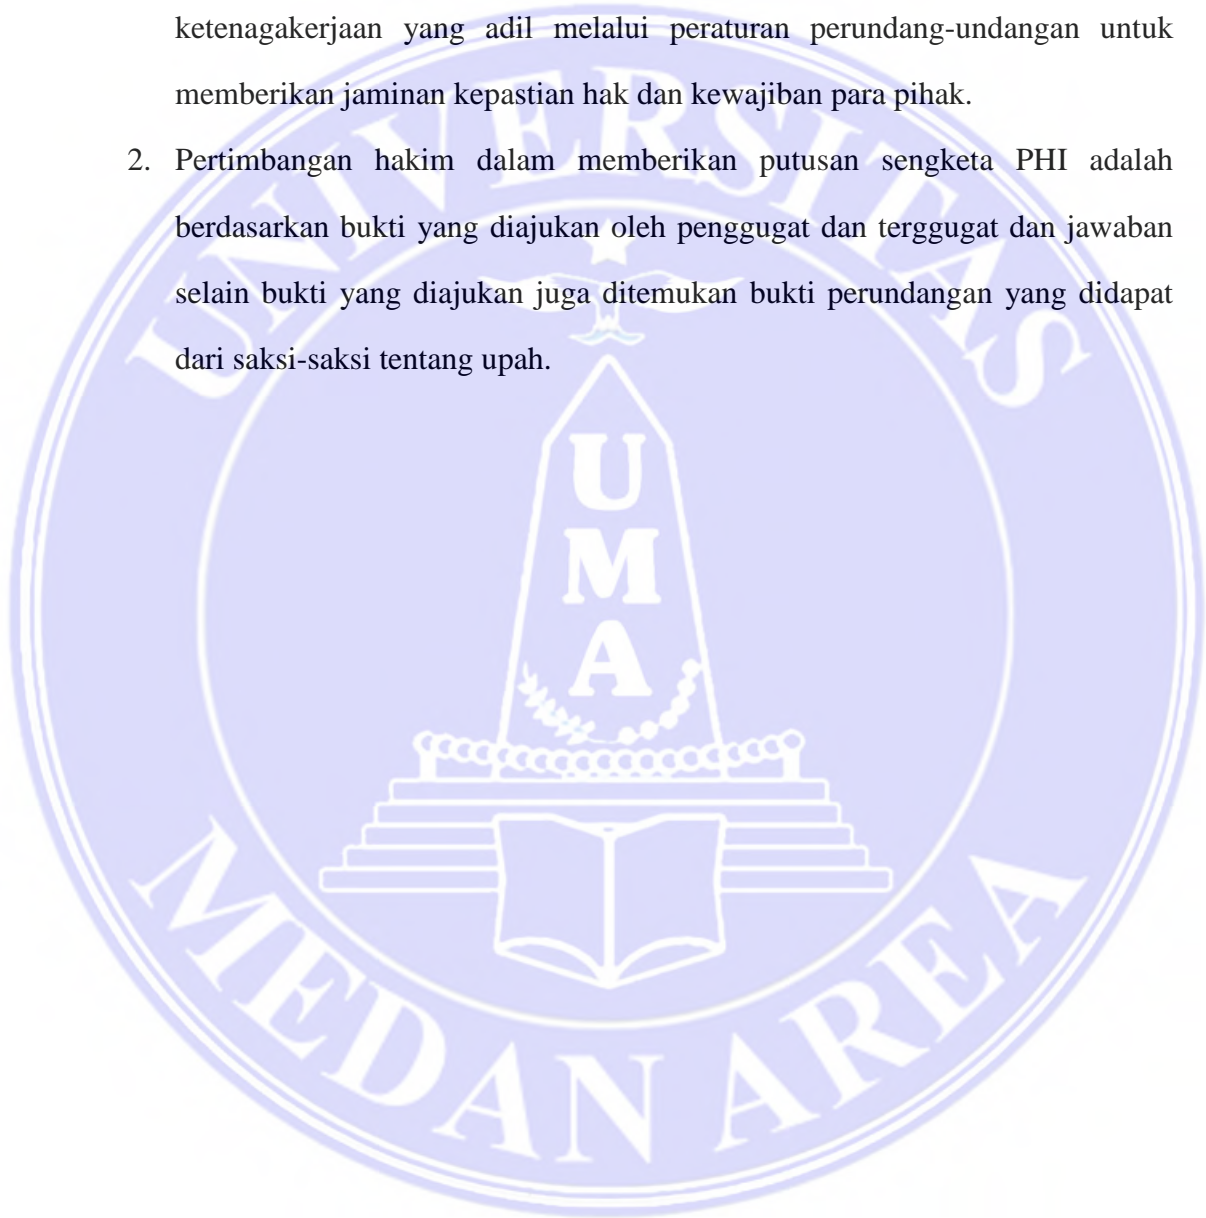 ketenagakerjaan yang adil melalui peraturan perundang-undangan untuk
memberikan jaminan kepastian hak dan kewajiban para pihak.
2. Pertimbangan hakim dalam memberikan putusan sengketa PHI adalah
berdasarkan bukti yang diajukan oleh penggugat dan terggugat dan jawaban
selain bukti yang diajukan juga ditemukan bukti perundangan yang didapat
dari saksi-saksi tentang upah.
UNIVERSITAS
U
M
A
MEDAN AREA